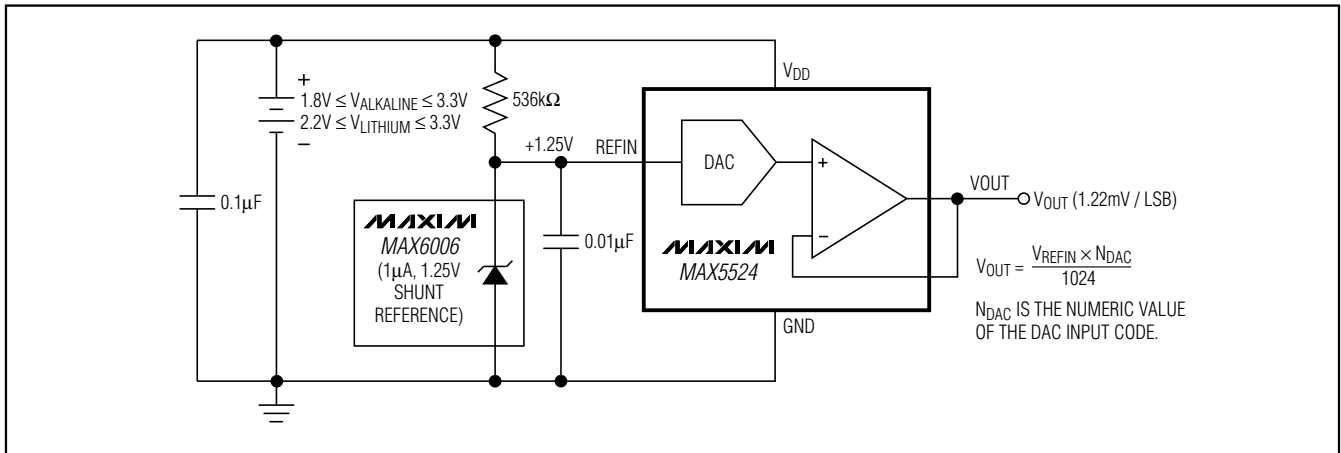 +
1.8V ≤ VALKALINE ≤ 3.3V
2.2V ≤ VLITHIUM ≤ 3.3V
−
0.1µF
536kΩ
+1.25V
REFIN
MAXIM
MAX6006
(1µA, 1.25V
SHUNT
REFERENCE)
0.01µF
VDD
DAC
+
−
MAXIM
MAX5524
GND
VOUT
VOUT (1.22mV / LSB)
VOUT = VREFIN × NDAC
1024
NDAC IS THE NUMERIC VALUE
OF THE DAC INPUT CODE.